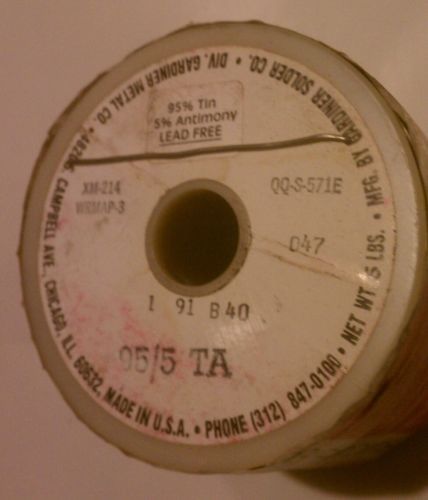 MFG. BY GARDINER SOLDER CO. • DIV. GARDINER METAL CO. • 4820 S. CAMPBELL AVE. CHICAGO, ILL. 60632. MADE IN U.S.A. • PHONE (312) 847-0100 • NET WT. 5 LBS. •
95% Tin
5% Antimony
LEAD FREE
XM-214
QQ-S-571E
WRMAP-3
047
1 91 B40
95/5 TA